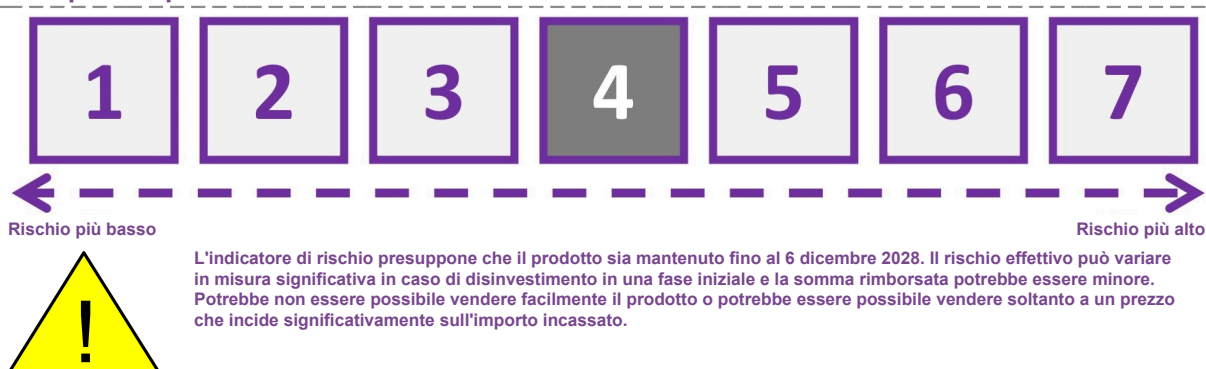 1 2 3 4 5 6 7
Rischio più basso Rischio più alto
L'indicatore di rischio presuppone che il prodotto sia mantenuto fino al 6 dicembre 2028. Il rischio effettivo può variare
in misura significativa in caso di disinvestimento in una fase iniziale e la somma rimborsata potrebbe essere minore.
Potrebbe non essere possibile vendere facilmente il prodotto o potrebbe essere possibile vendere soltanto a un prezzo
che incide significativamente sull'importo incassato.
!